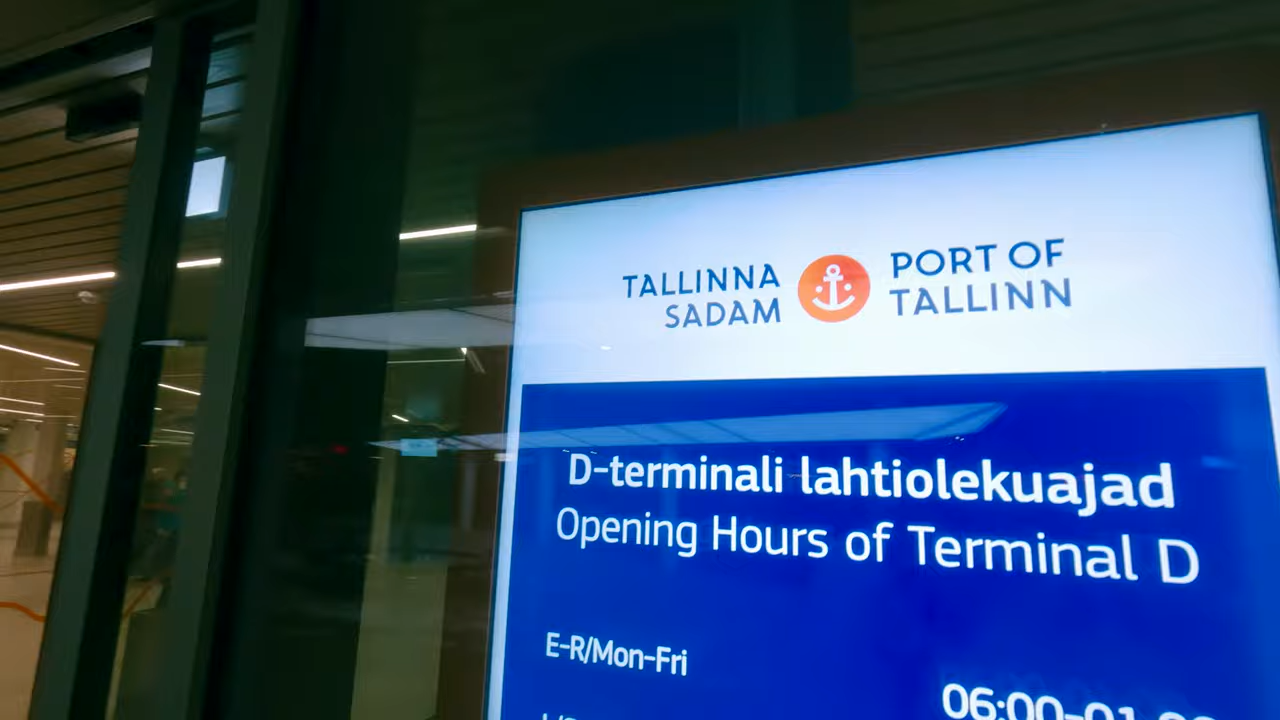 TALLINNA
SADAM
PORT OF
TALLINN
D-terminali lahtiolekuajad
Opening Hours of Terminal D
E-R/Mon-Fri